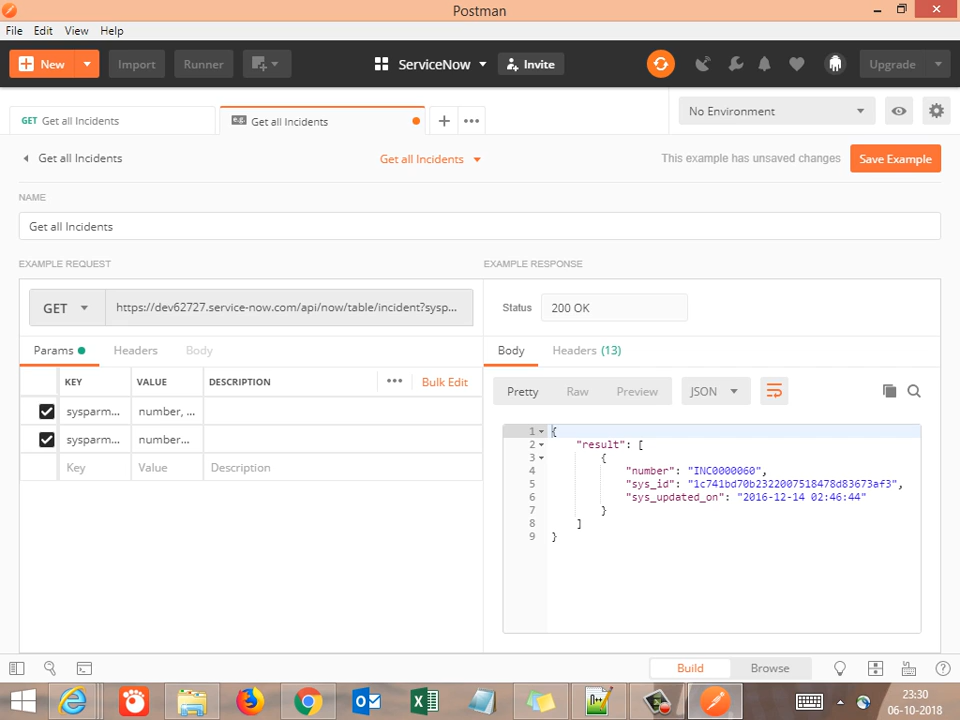 Postman
File Edit View Help
New Import Runner ServiceNow Invite Upgrade
GET Get all Incidents e.g. Get all Incidents No Environment
Get all Incidents Get all Incidents This example has unsaved changes Save Example
NAME
Get all Incidents
EXAMPLE REQUEST EXAMPLE RESPONSE
GET https://dev62727.service-now.com/api/now/table/incident?sysp... Status 200 OK
Params Headers Body Body Headers (13)
KEY VALUE DESCRIPTION ••• Bulk Edit Pretty Raw Preview JSON
sysparm... number, ...
sysparm... number...
Key Value Description
1 {
2 "result": [
3 {
4 "number": "INC0000060",
5 "sys_id": "1c741bd70b2322007518478d83673af3",
6 "sys_updated_on": "2016-12-14 02:46:44"
7 }
8 ]
9 }
Build Browse
23:30
06-10-2018